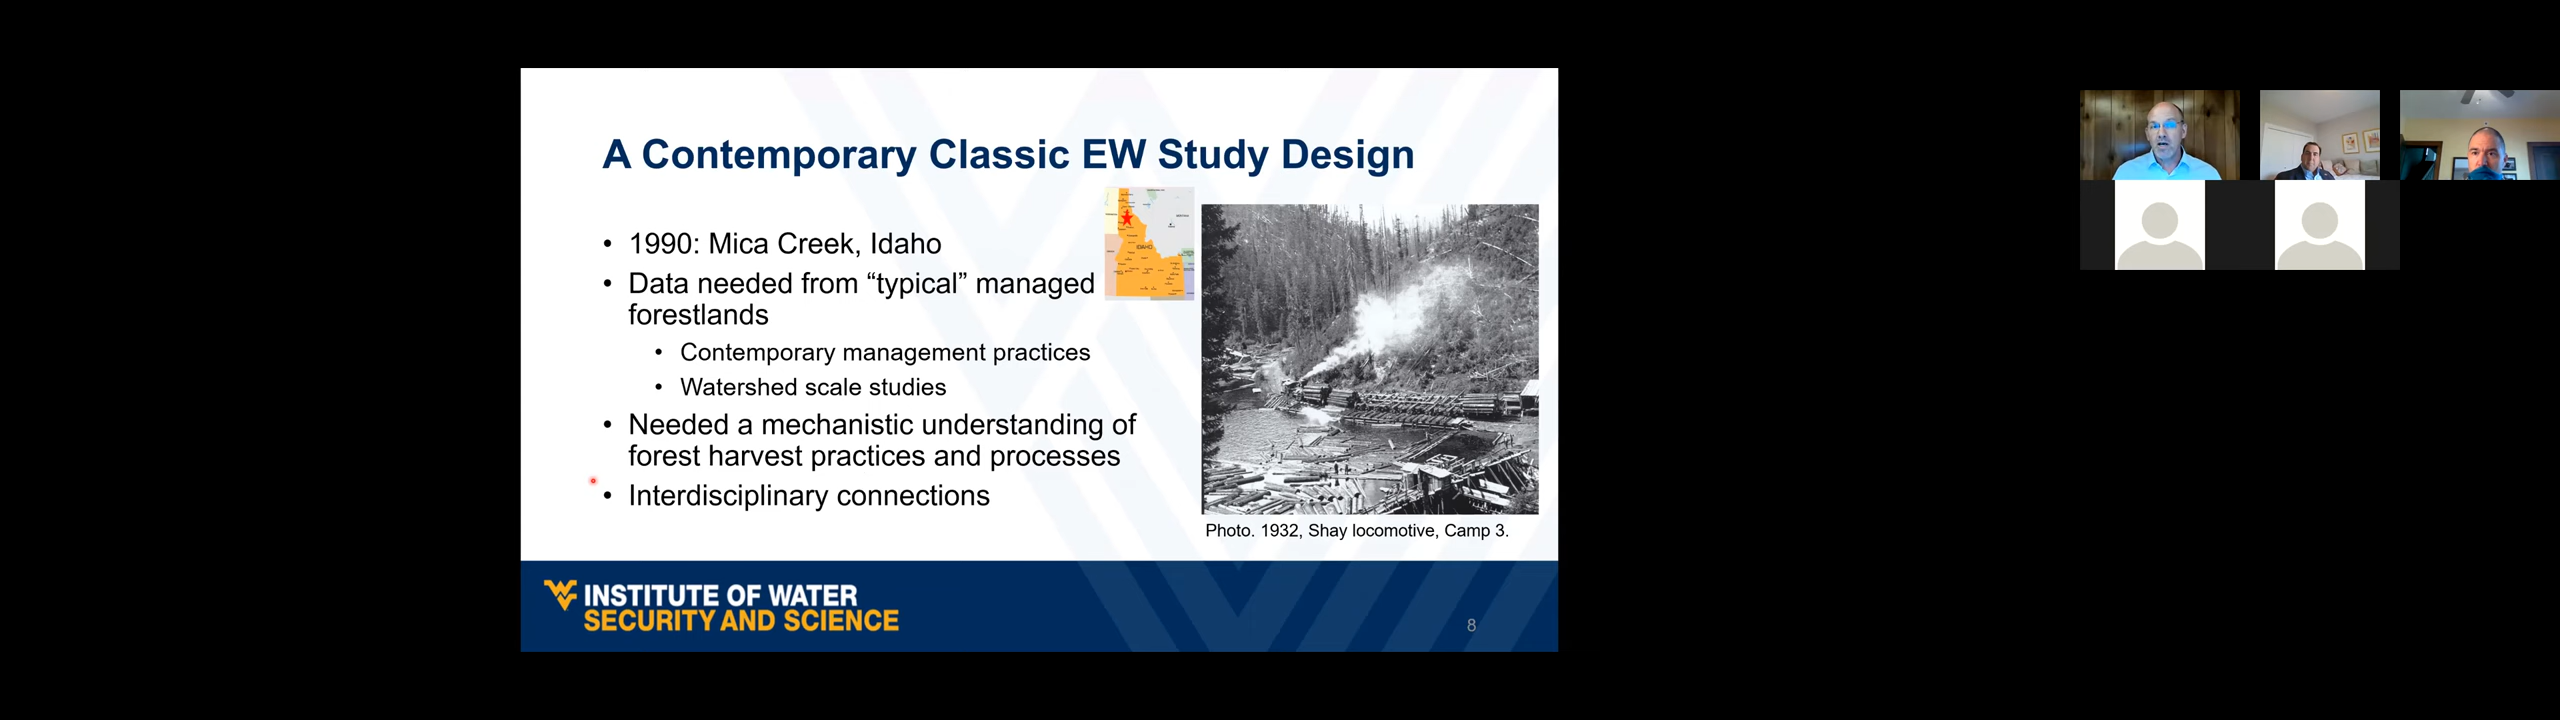 A Contemporary Classic EW Study Design
• 1990: Mica Creek, Idaho
• Data needed from “typical” managed
forestlands
• Contemporary management practices
• Watershed scale studies
• Needed a mechanistic understanding of
forest harvest practices and processes
• Interdisciplinary connections
IDAHO
Photo. 1932, Shay locomotive, Camp 3.
INSTITUTE OF WATER
SECURITY AND SCIENCE
8